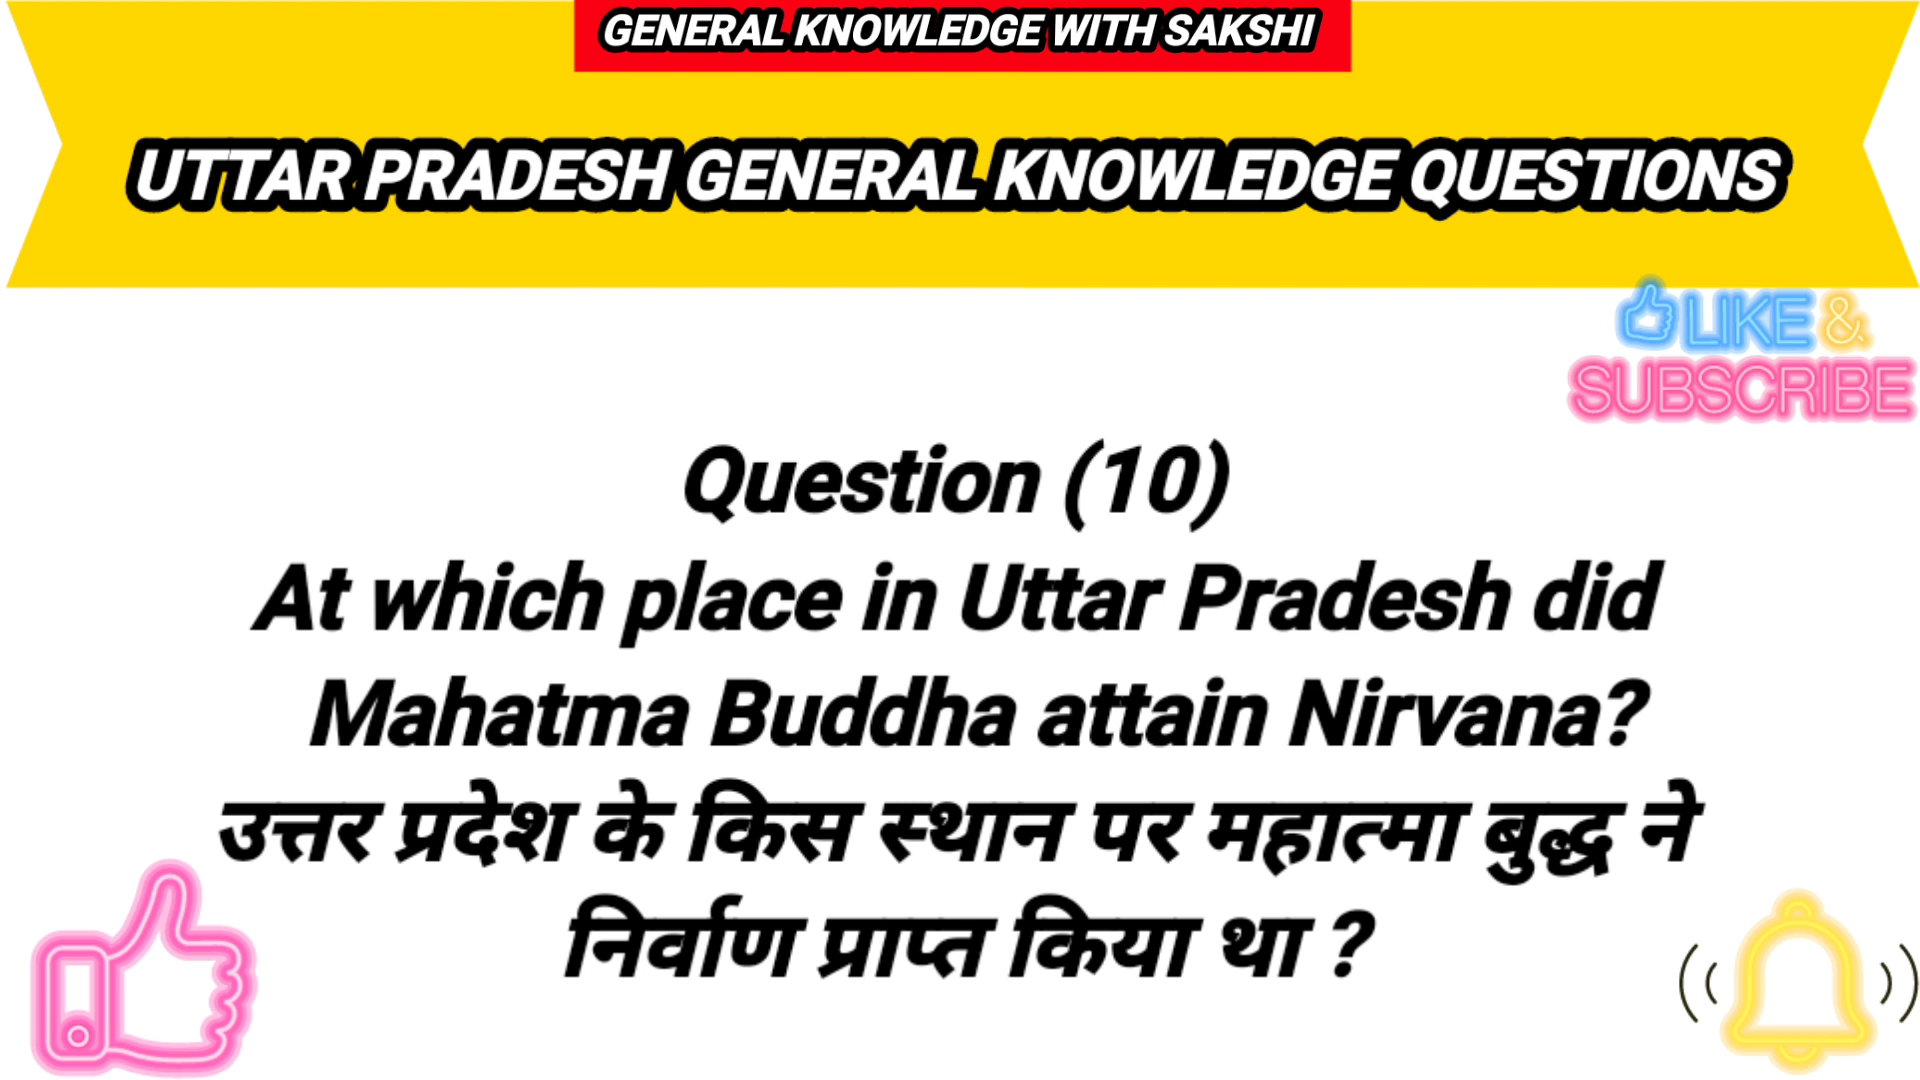 GENERAL KNOWLEDGE WITH SAKSHI
UTTAR PRADESH GENERAL KNOWLEDGE QUESTIONS
LIKE &
SUBSCRIBE
Question (10)
At which place in Uttar Pradesh did
Mahatma Buddha attain Nirvana?
उत्तर प्रदेश के किस स्थान पर महात्मा बुद्ध ने
निर्वाण प्राप्त किया था ?